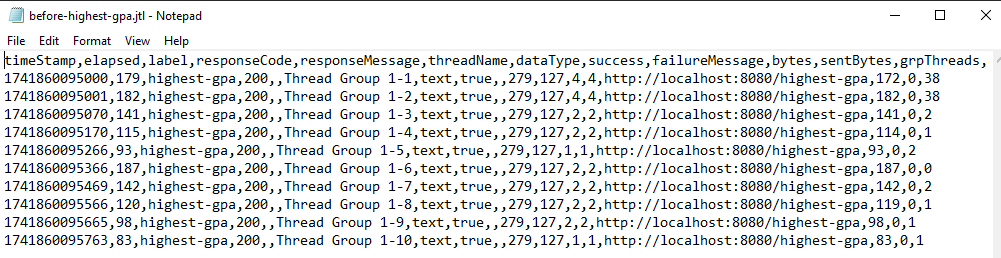 before-highest-gpa.jtl - Notepad
File Edit Format View Help
timeStamp,elapsed,label,responseCode,responseMessage,threadName,dataType,success,failureMessage,bytes,sentBytes,grpThreads,
1741860095000,179,highest-gpa,200,,Thread Group 1-1,text,true,,279,127,4,4,http://localhost:8080/highest-gpa,172,0,38
1741860095001,182,highest-gpa,200,,Thread Group 1-2,text,true,,279,127,4,4,http://localhost:8080/highest-gpa,182,0,38
1741860095070,141,highest-gpa,200,,Thread Group 1-3,text,true,,279,127,2,2,http://localhost:8080/highest-gpa,141,0,2
1741860095170,115,highest-gpa,200,,Thread Group 1-4,text,true,,279,127,2,2,http://localhost:8080/highest-gpa,114,0,1
1741860095266,93,highest-gpa,200,,Thread Group 1-5,text,true,,279,127,1,1,http://localhost:8080/highest-gpa,93,0,2
1741860095366,187,highest-gpa,200,,Thread Group 1-6,text,true,,279,127,2,2,http://localhost:8080/highest-gpa,187,0,0
1741860095469,142,highest-gpa,200,,Thread Group 1-7,text,true,,279,127,2,2,http://localhost:8080/highest-gpa,142,0,2
1741860095566,120,highest-gpa,200,,Thread Group 1-8,text,true,,279,127,2,2,http://localhost:8080/highest-gpa,119,0,1
1741860095665,98,highest-gpa,200,,Thread Group 1-9,text,true,,279,127,2,2,http://localhost:8080/highest-gpa,98,0,1
1741860095763,83,highest-gpa,200,,Thread Group 1-10,text,true,,279,127,1,1,http://localhost:8080/highest-gpa,83,0,1